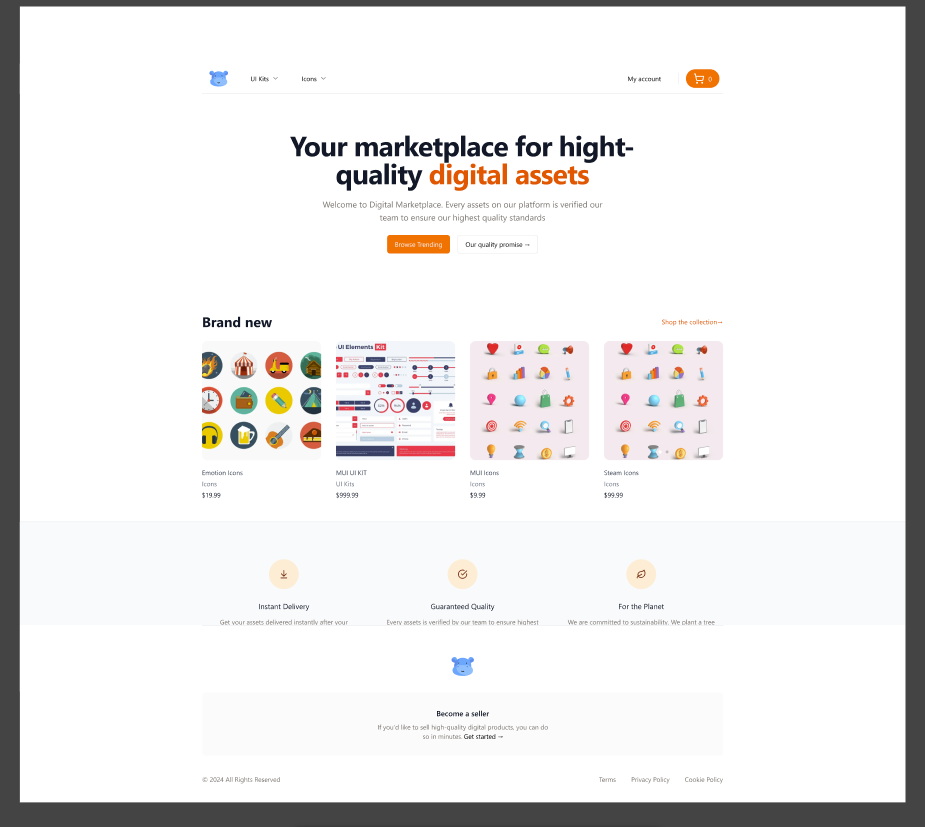 UI Kits
Icons
My account
0
Your marketplace for hight-
quality digital assets
Welcome to Digital Marketplace. Every assets on our platform is verified our
team to ensure our highest quality standards
Browse Trending
Our quality promise →
Brand new
Shop the collection→
UI Elements Kit
Emotion Icons
Icons
$19.99
MUI UI KIT
UI Kits
$999.99
MUI Icons
Icons
$9.99
Steam Icons
Icons
$99.99
Instant Delivery
Guaranteed Quality
For the Planet
Get your assets delivered instantly after your
Every assets is verified by our team to ensure highest
We are committed to sustainability. We plant a tree
Become a seller
If you'd like to sell high-quality digital products, you can do
so in minutes. Get started →
© 2024 All Rights Reserved
Terms
Privacy Policy
Cookie Policy